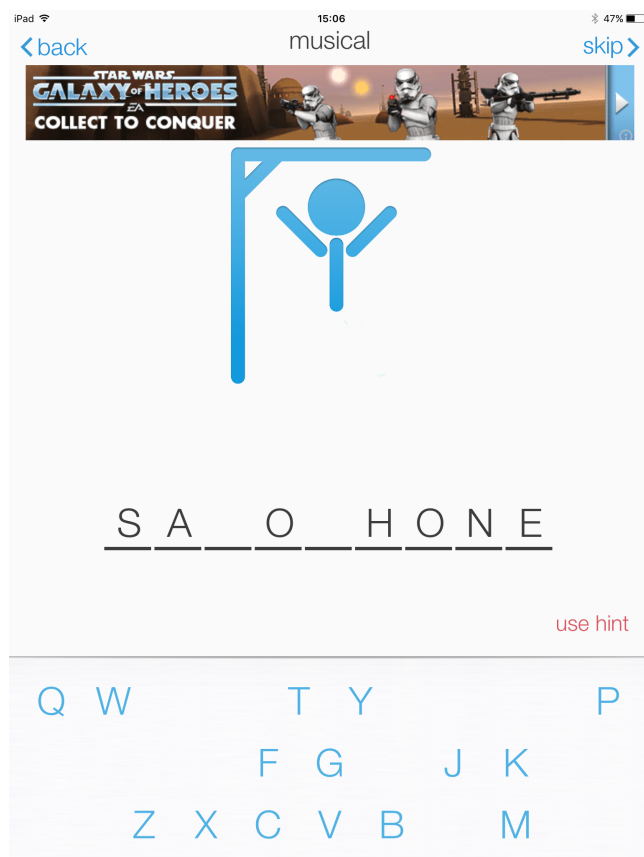 iPad 15:06 47%
back musical skip
STAR WARS
GALAXY OF HEROES
EA
COLLECT TO CONQUER
S A _ O _ H O N E
use hint
Q W T Y P
F G J K
Z X C V B M